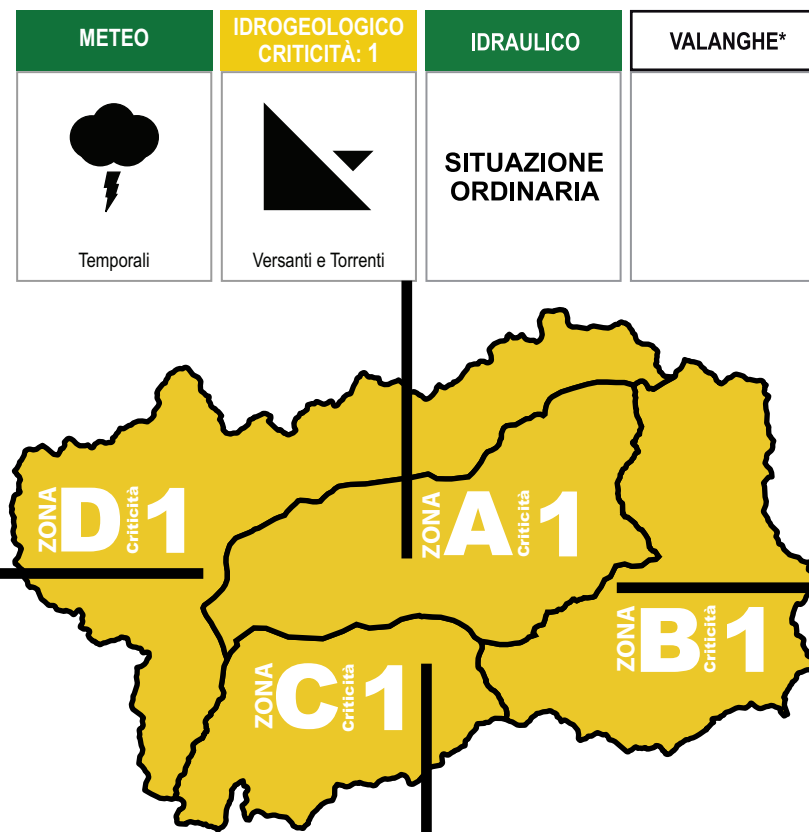 METEO
IDROGEOLOGICO
CRITICITÀ: 1
IDRAULICO
VALANGHE*
Temporali
Versanti e Torrenti
SITUAZIONE
ORDINARIA
ZONA D Criticità 1
ZONA A Criticità 1
ZONA B Criticità 1
ZONA C Criticità 1